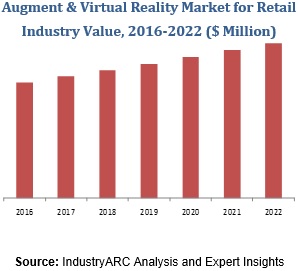 Augment & Virtual Reality Market for Retail
Industry Value, 2016-2022 ($ Million)
2016 2017 2018 2019 2020 2021 2022
Source: IndustryARC Analysis and Expert Insights